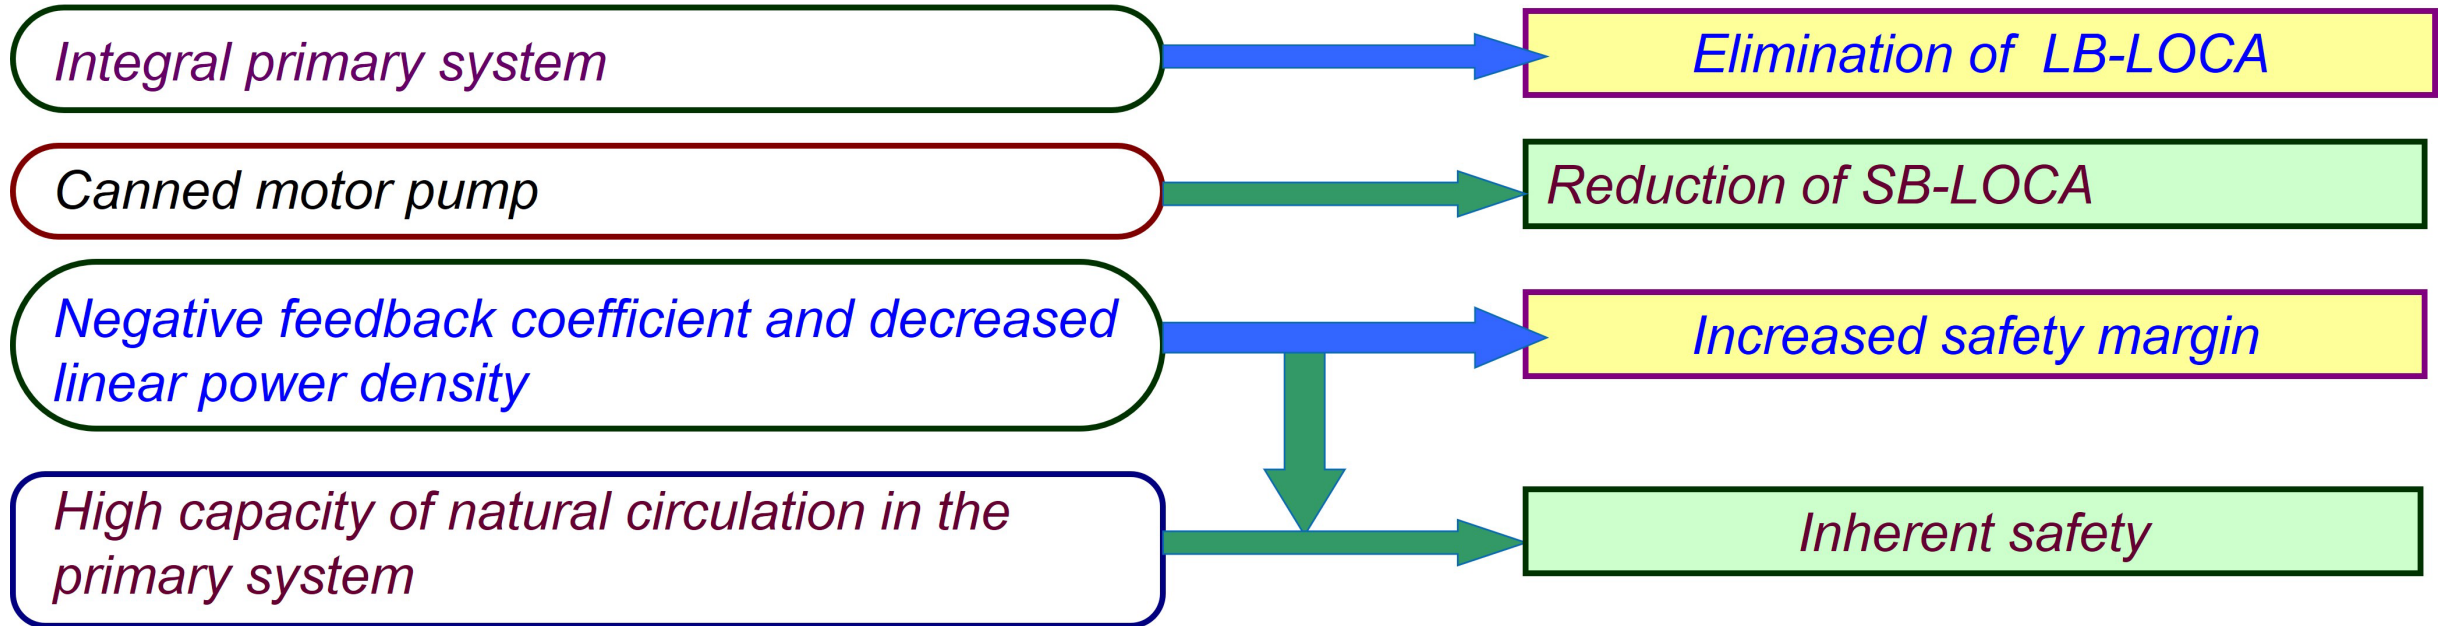 Integral primary system
Elimination of LB-LOCA
Canned motor pump
Reduction of SB-LOCA
Negative feedback coefficient and decreased
linear power density
Increased safety margin
High capacity of natural circulation in the
primary system
Inherent safety